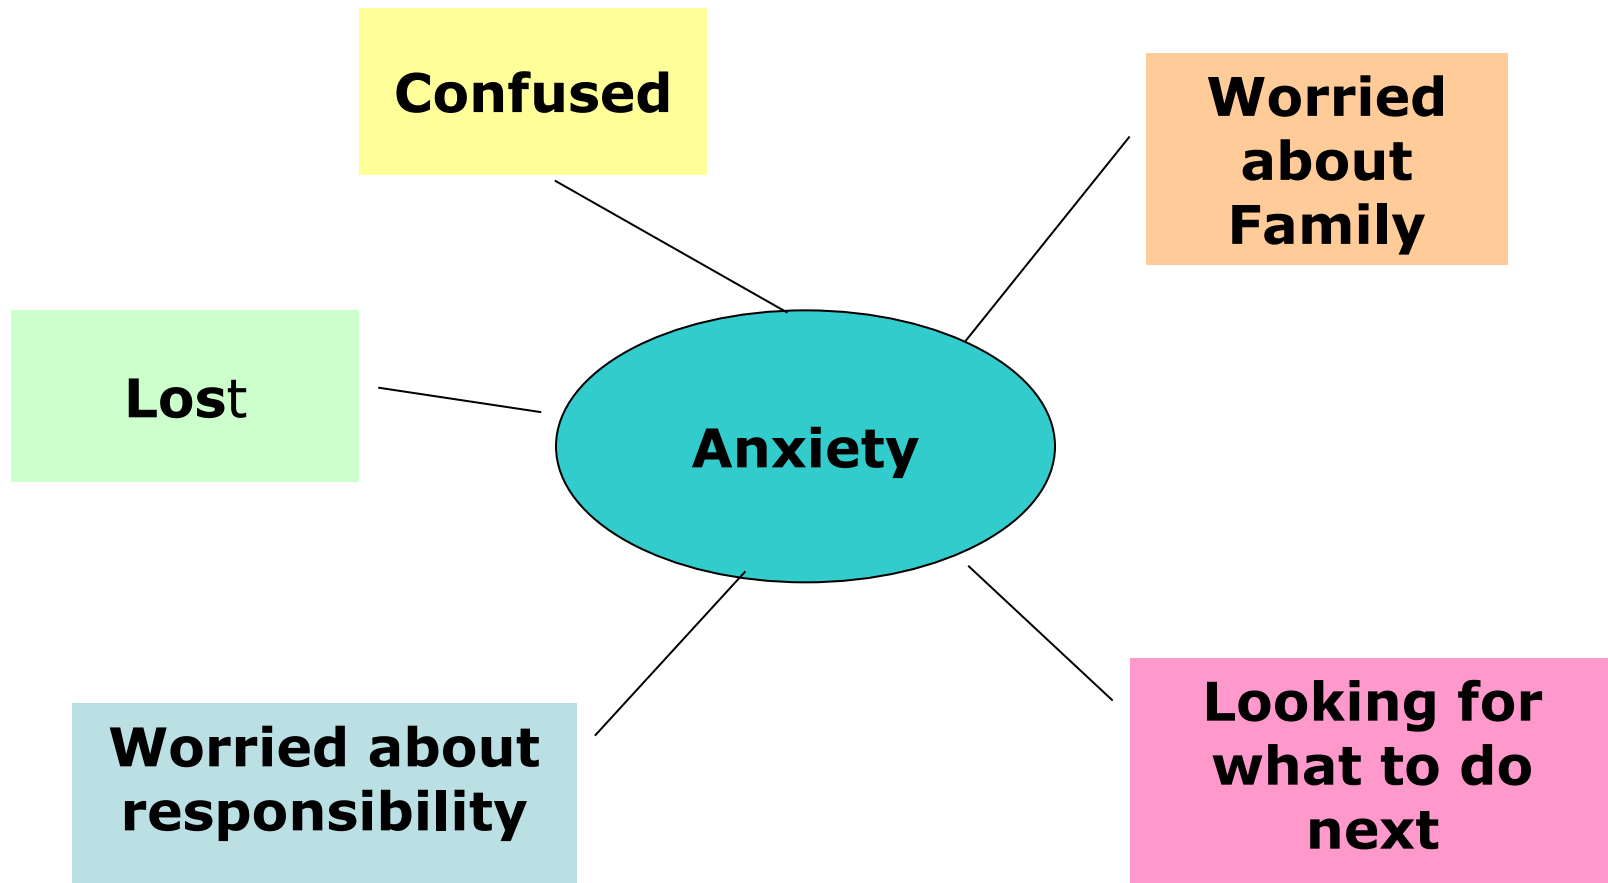 Confused
Worried
about
Family
Lost
Anxiety
Worried about
responsibility
Looking for
what to do
next